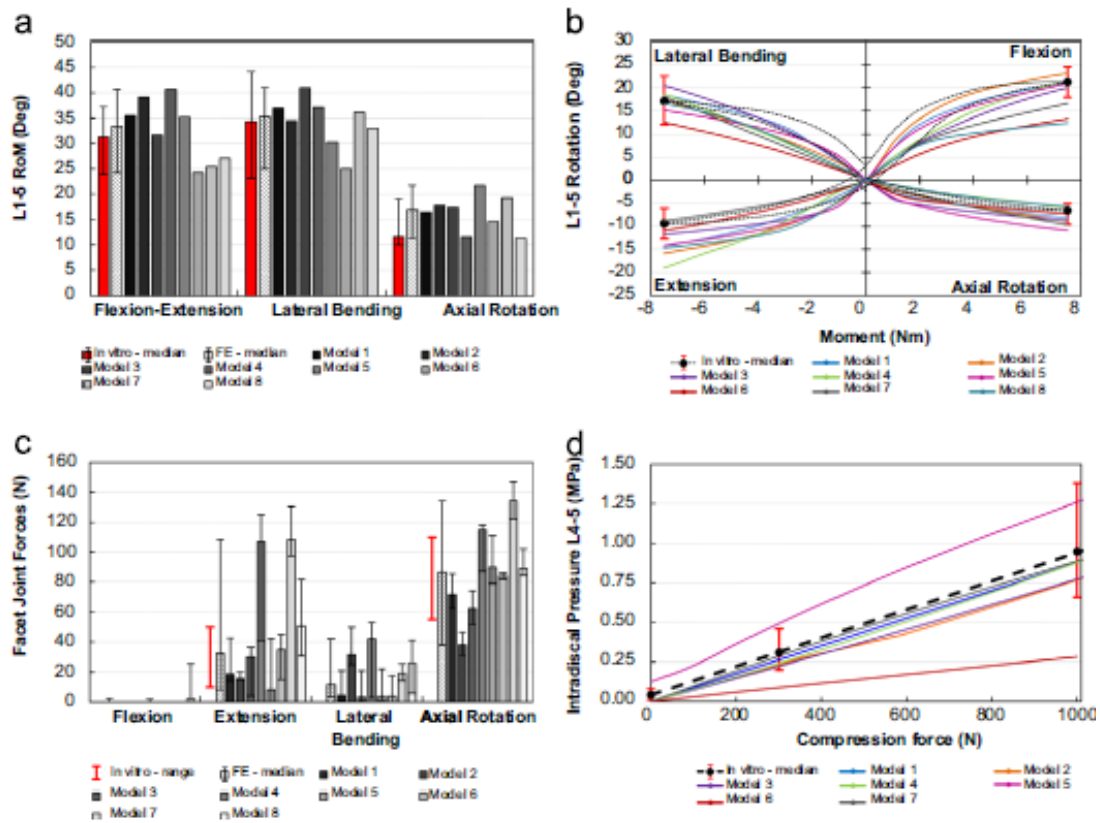 a
L1-5 RoM (Deg)
50
45
40
35
30
25
20
15
10
5
0
Flexion-Extension Lateral Bending Axial Rotation
In vitro - median FE - median Model 1 Model 2
Model 3 Model 4 Model 5 Model 6
Model 7 Model 8
b
L1-5 Rotation (Deg)
30
25
20
15
10
5
0
-5
-10
-15
-20
-25
Lateral Bending Flexion
Extension Axial Rotation
-8 -6 -4 -2 0 2 4 6 8
Moment (Nm)
In vitro - median Model 1 Model 2
Model 3 Model 4 Model 5
Model 6 Model 7 Model 8
c
Facet Joint Forces (N)
160
140
120
100
80
60
40
20
0
Flexion Extension Lateral Bending Axial Rotation
In vitro - range FE - median Model 1 Model 2
Model 3 Model 4 Model 5 Model 6
Model 7 Model 8
d
Intradiscal Pressure L4-5 (MPa)
1.50
1.25
1.00
0.75
0.50
0.25
0.00
0 200 400 600 800 1000
Compression force (N)
In vitro - median Model 1 Model 2
Model 3 Model 4 Model 5
Model 6 Model 7